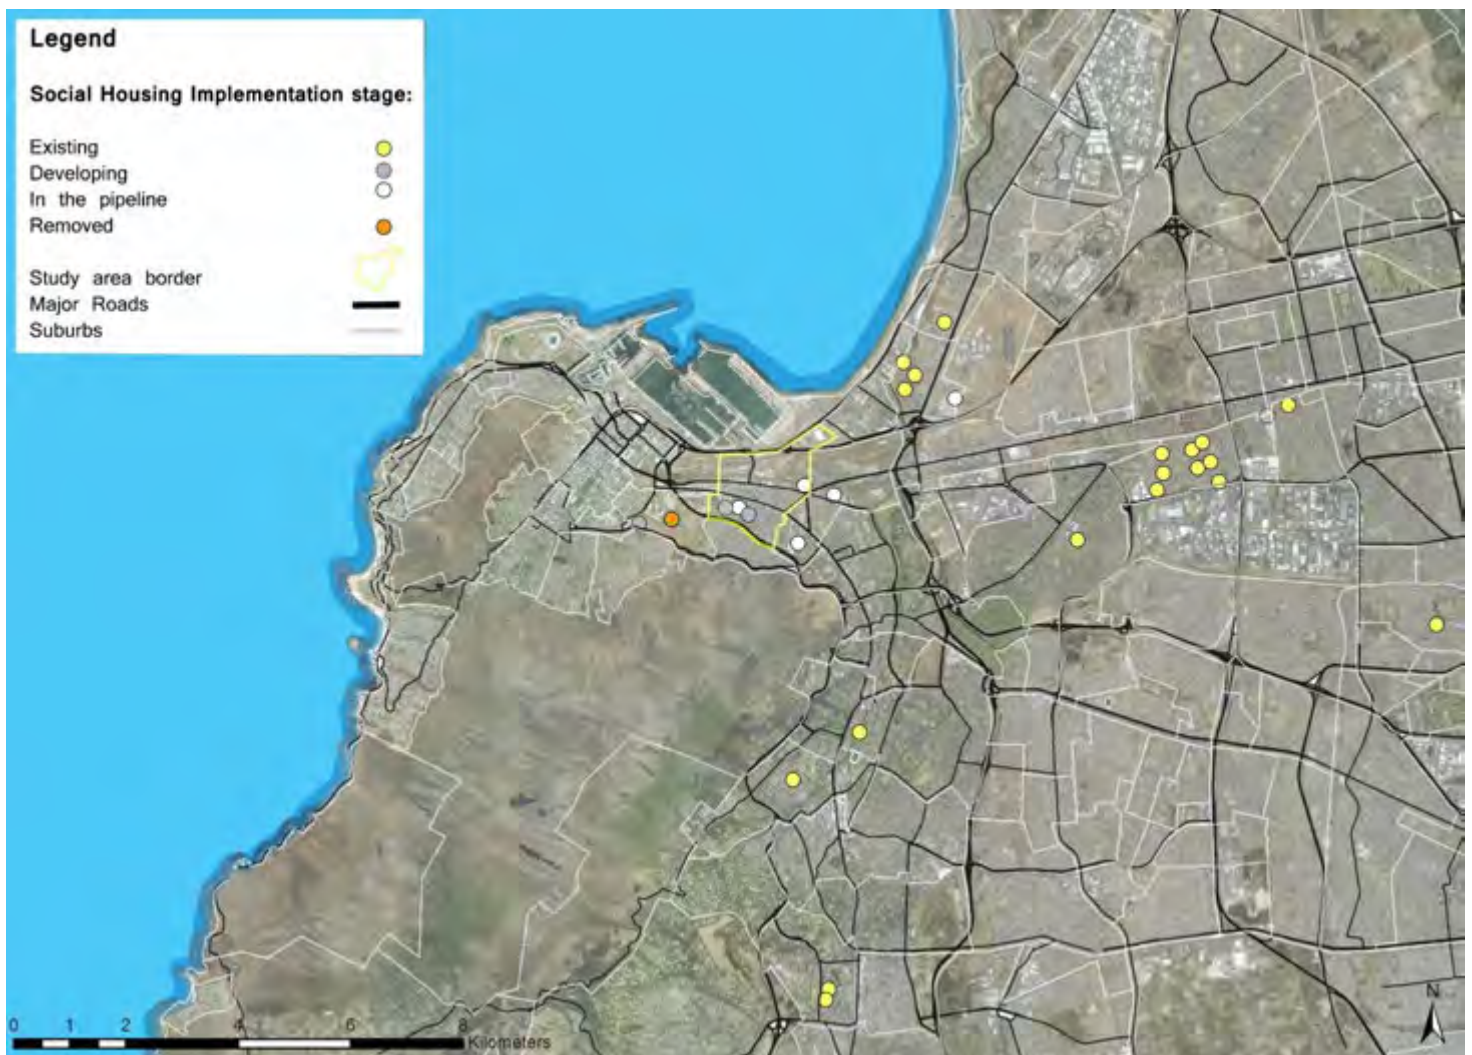 Legend
Social Housing Implementation stage:
Existing
Developing
In the pipeline
Removed
Study area border
Major Roads
Suburbs
N
0 1 2 4 6 8
Kilometers